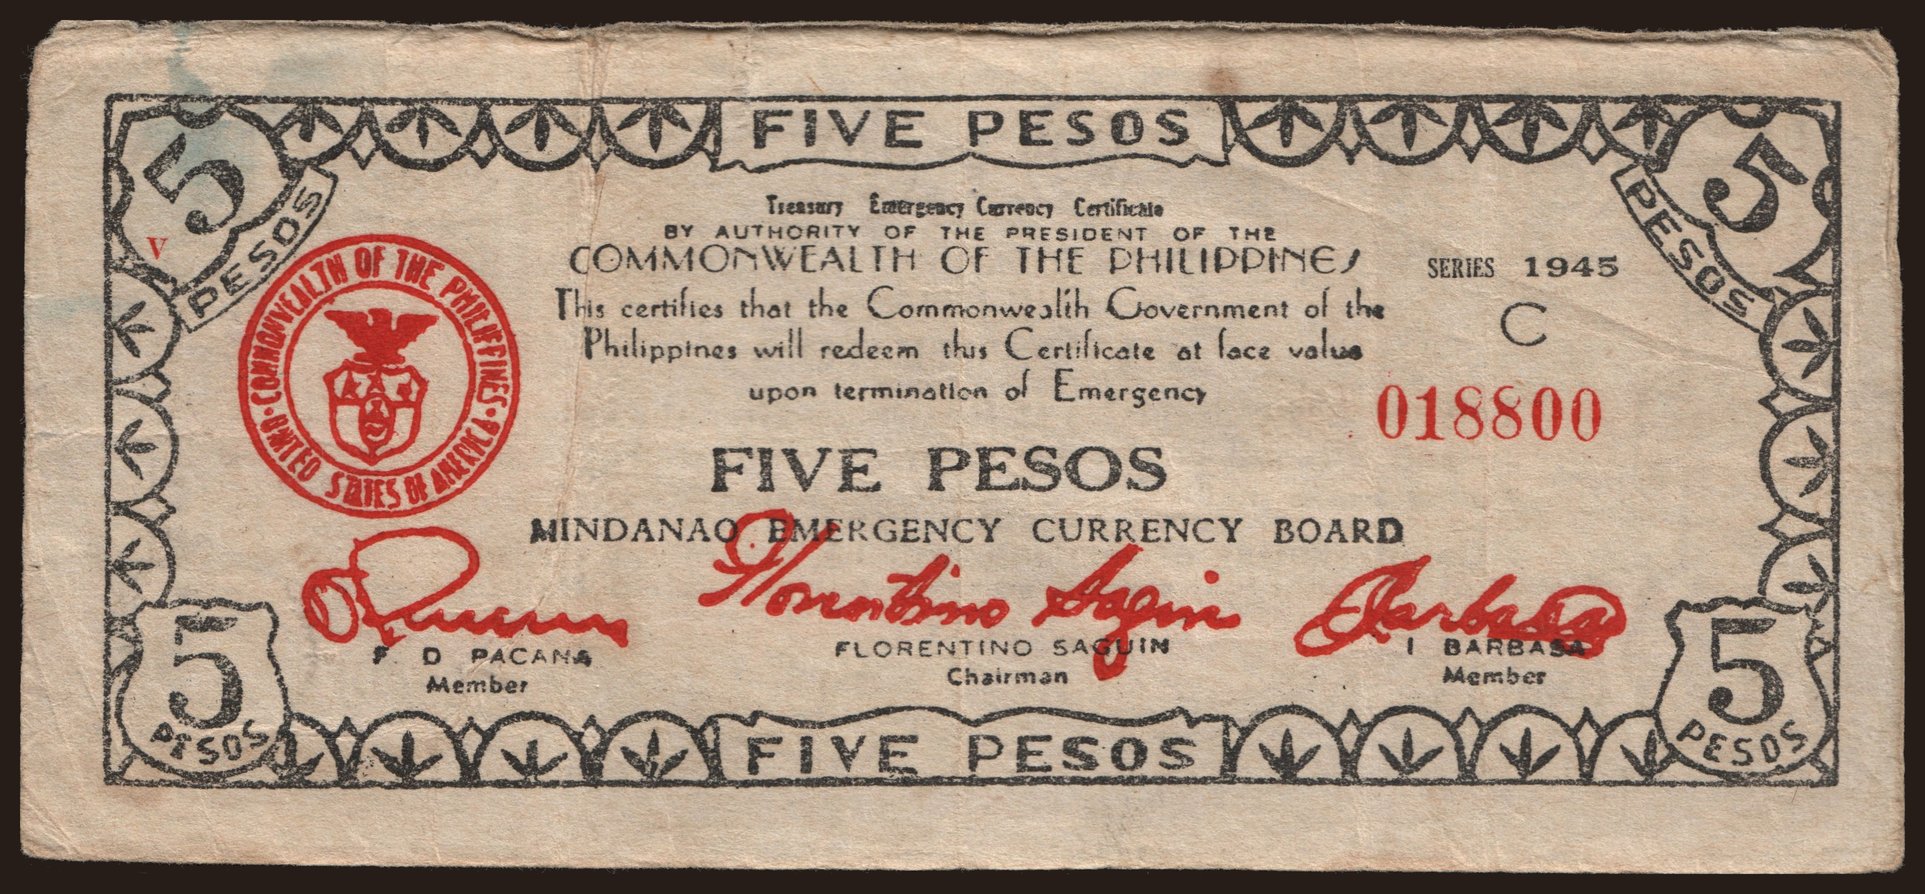 FIVE PESOS
5 PESOS
5 PESOS
V
Treasury Emergency Currency Certificate
BY AUTHORITY OF THE PRESIDENT OF THE
COMMONWEALTH OF THE PHILIPPINES
SERIES 1945
This certifies that the Commonwealth Government of the
C
Philippines will redeem this Certificate at face value
upon termination of Emergency
018800
COMMONWEALTH OF THE PHILIPPINES
UNITED STATES OF AMERICA
FIVE PESOS
MINDANAO EMERGENCY CURRENCY BOARD
Florentino Saguin
F. D PACANA
FLORENTINO SAGUIN
I BARBASA
Member
Chairman
Member
5 PESOS
FIVE PESOS
5 PESOS